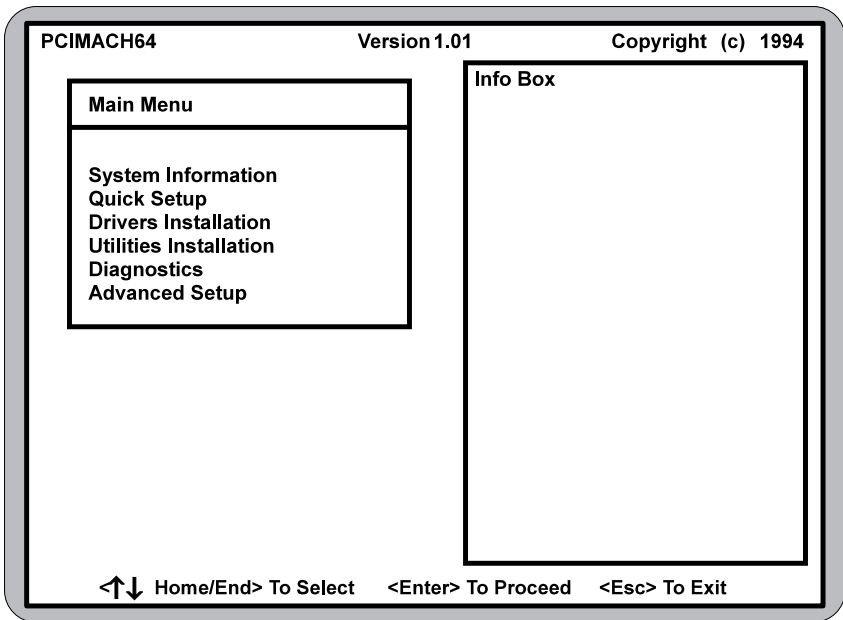 PCIMACH64 Version 1.01 Copyright (c) 1994
Info Box
Main Menu
System Information
Quick Setup
Drivers Installation
Utilities Installation
Diagnostics
Advanced Setup
<↑↓ Home/End> To Select <Enter> To Proceed <Esc> To Exit